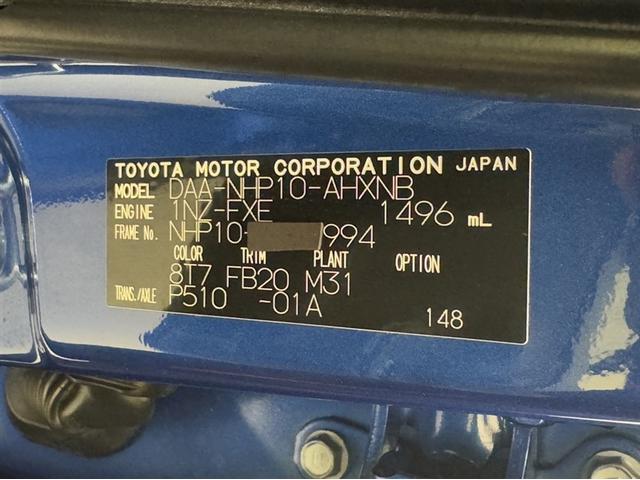 TOYOTA MOTOR CORPORATION JAPAN
MODEL DAA-NHP10-AHXNB
ENGINE 1NZ-FXE 1496 mL
FRAME No. NHP10- 994
COLOR TRIM PLANT OPTION
8T7 FB20 M31
TRANS./AXLE P510 -01A
148